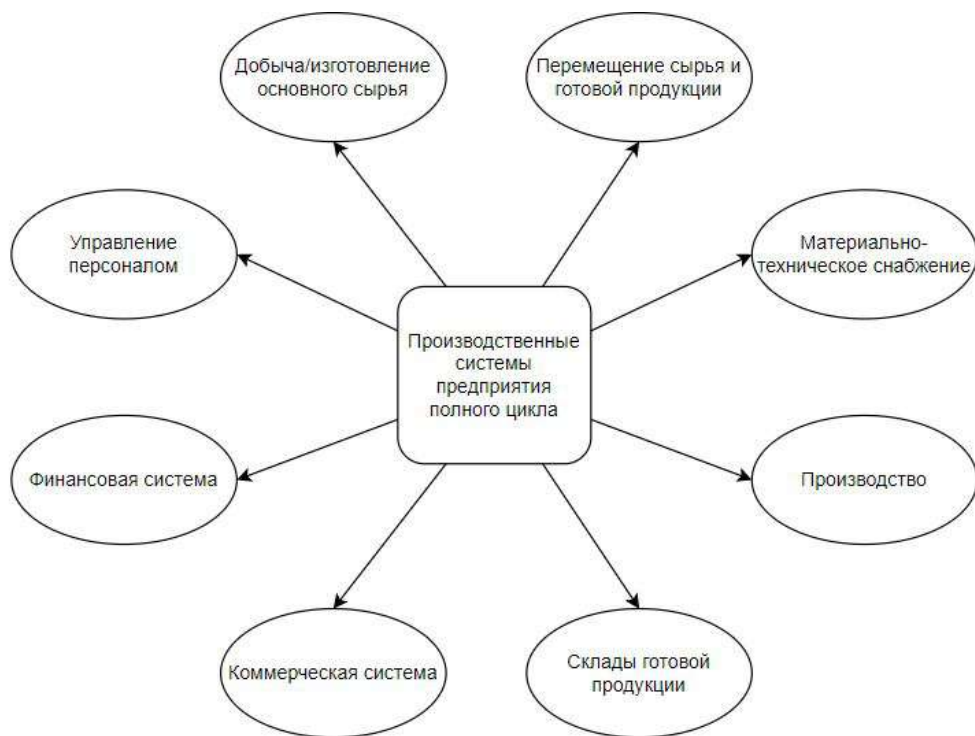 Добыча/изготовление
основного сырья
Перемещение сырья и
готовой продукции
Управление
персоналом
Материально-
техническое снабжение
Производственные
системы
предприятия
полного цикла
Финансовая система
Производство
Коммерческая система
Склады готовой
продукции